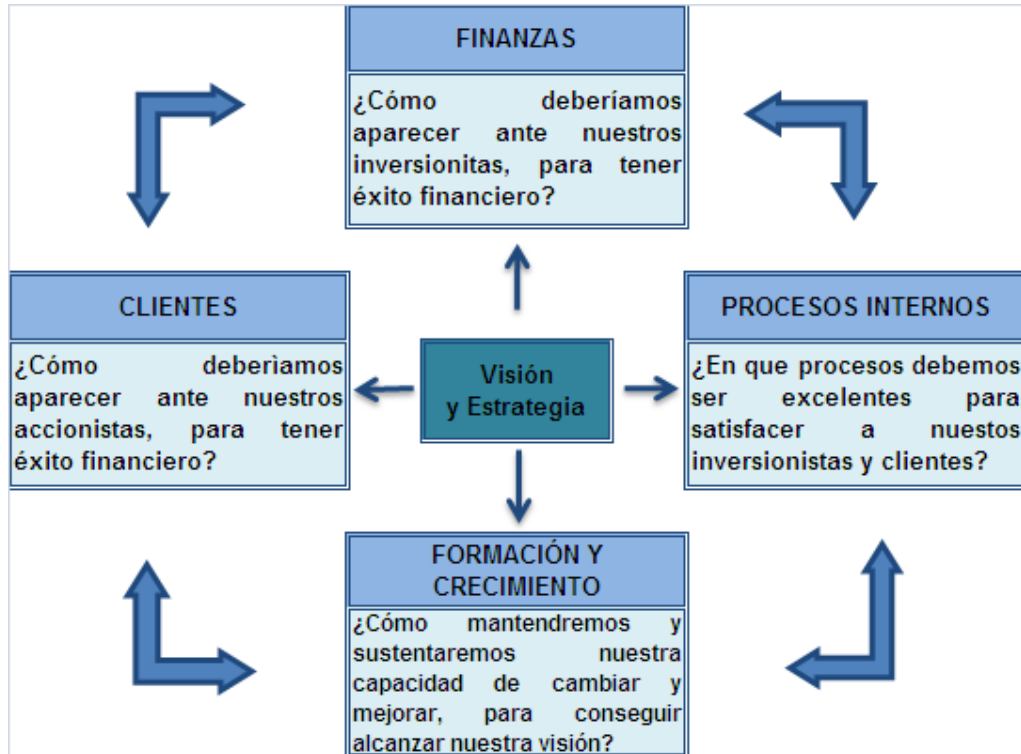 FINANZAS
¿Cómo deberíamos
aparecer ante nuestros
inversionitas, para tener
éxito financiero?
CLIENTES
¿Cómo deberìamos
aparecer ante nuestros
accionistas, para tener
éxito financiero?
Visión
y Estrategia
PROCESOS INTERNOS
¿En que procesos debemos
ser excelentes para
satisfacer a nuestos
inversionistas y clientes?
FORMACIÓN Y
CRECIMIENTO
¿Cómo mantendremos y
sustentaremos nuestra
capacidad de cambiar y
mejorar, para conseguir
alcanzar nuestra visión?